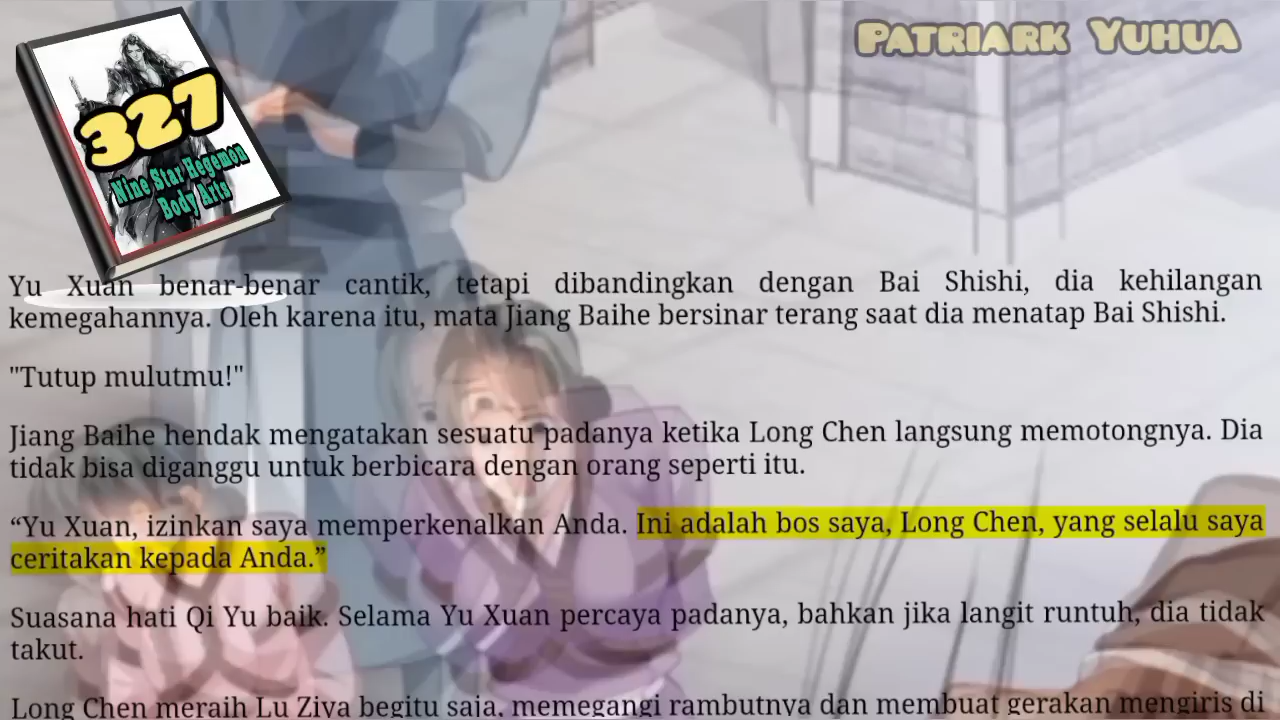 Patriark Yuhua
327
Nine Star Hegemon
Body Arts
Yu Xuan benar-benar cantik, tetapi dibandingkan dengan Bai Shishi, dia kehilangan
kemegahannya. Oleh karena itu, mata Jiang Baihe bersinar terang saat dia menatap Bai Shishi.
"Tutup mulutmu!"
Jiang Baihe hendak mengatakan sesuatu padanya ketika Long Chen langsung memotongnya. Dia
tidak bisa diganggu untuk berbicara dengan orang seperti itu.
“Yu Xuan, izinkan saya memperkenalkan Anda. Ini adalah bos saya, Long Chen, yang selalu saya
ceritakan kepada Anda.”
Suasana hati Qi Yu baik. Selama Yu Xuan percaya padanya, bahkan jika langit runtuh, dia tidak
takut.
Long Chen meraih Lu Ziya begitu saja, memegangi rambutnya dan membuat gerakan mengiris di